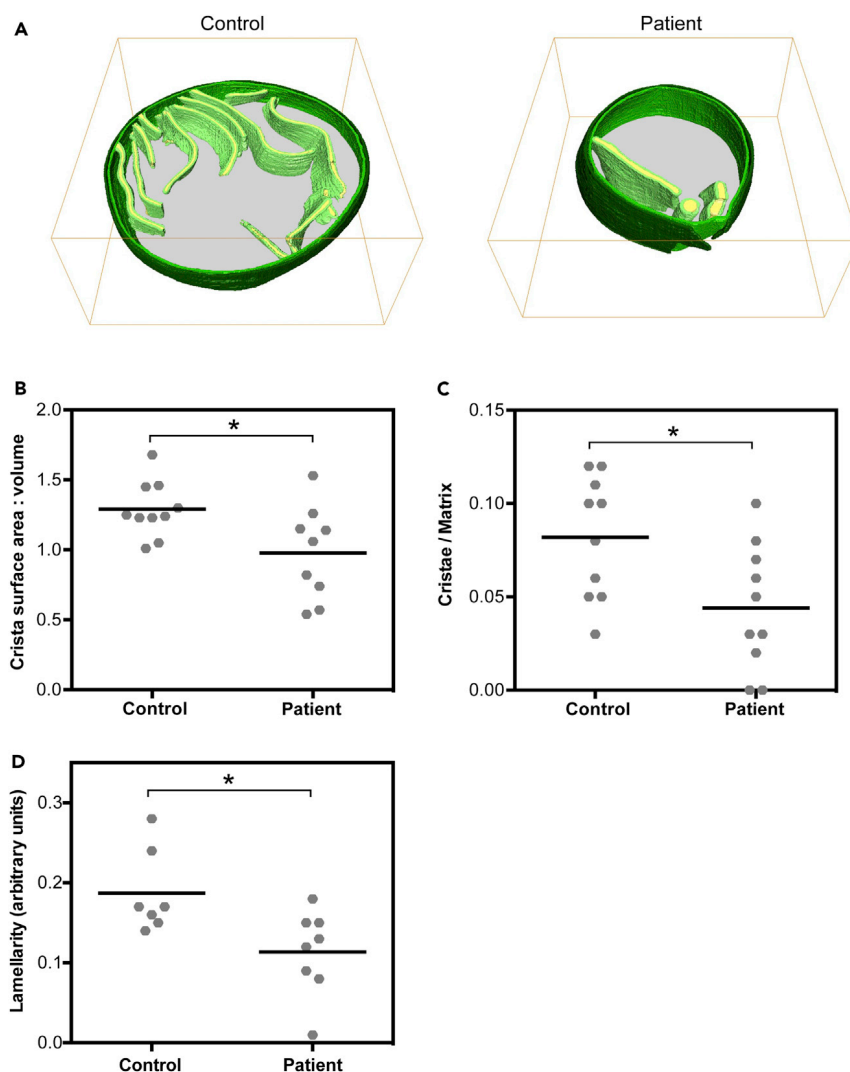 A
Control
Patient
B
2.0
1.5
1.0
0.5
0.0
Crista surface area : volume
*
Control
Patient
C
0.15
0.10
0.05
0.00
Cristae / Matrix
*
Control
Patient
D
0.3
0.2
0.1
0.0
Lamellarity (arbitrary units)
*
Control
Patient